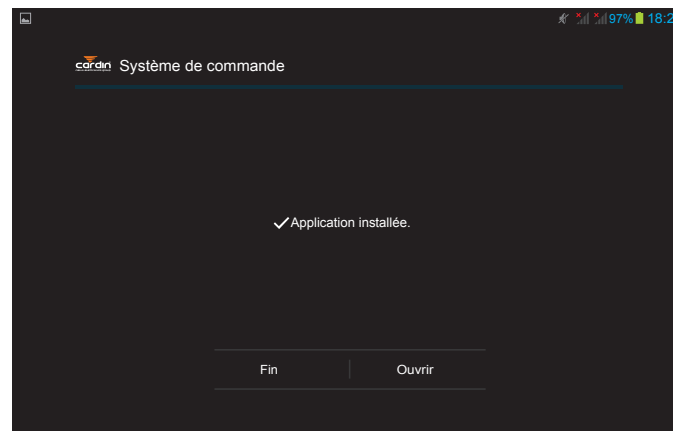 97% 18:2
cardin Système de commande
Application installée.
Fin Ouvrir